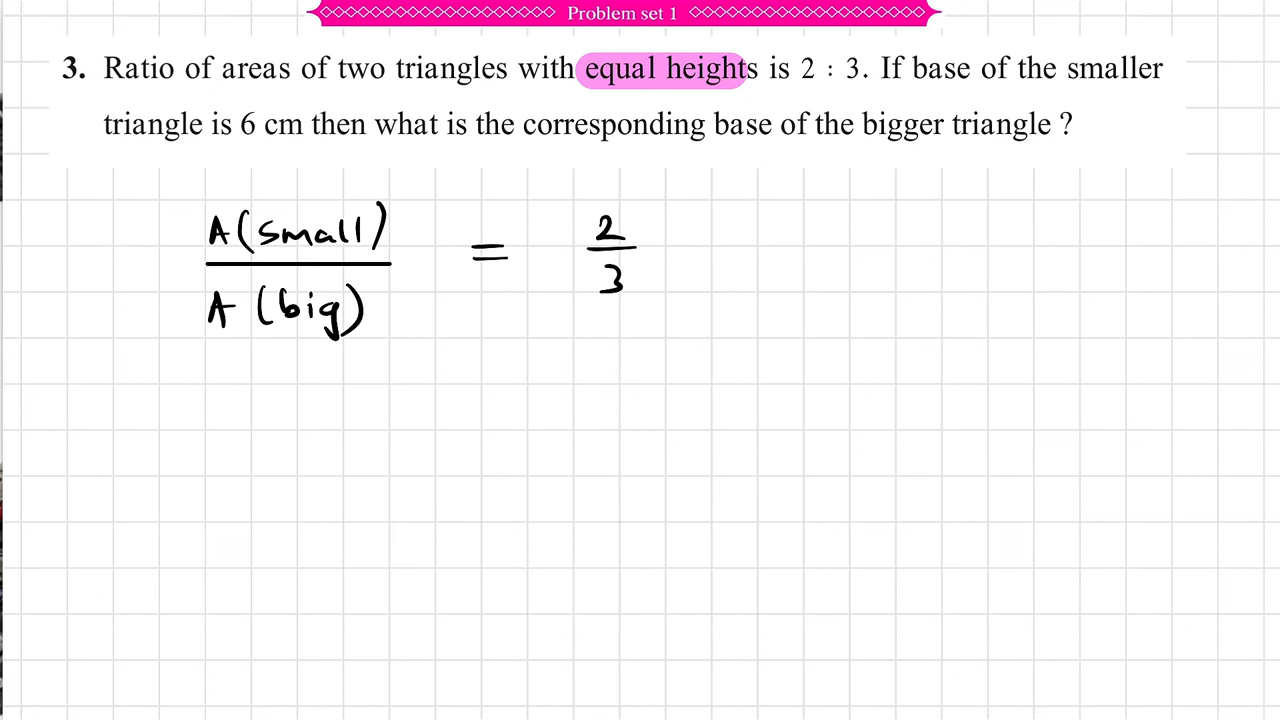 Problem set 1
3. Ratio of areas of two triangles with equal heights is 2 : 3. If base of the smaller
triangle is 6 cm then what is the corresponding base of the bigger triangle ?
A(small)
A (big)
=
2
3